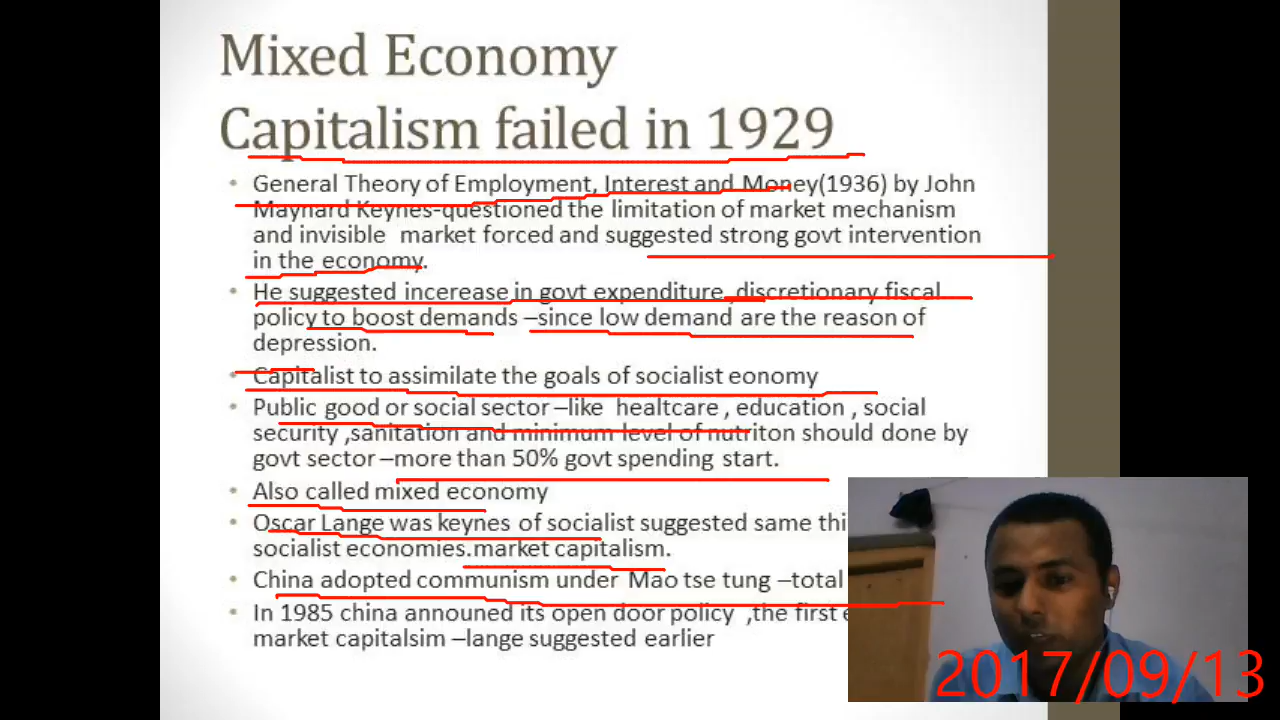 Mixed Economy
Capitalism failed in 1929
• General Theory of Employment, Interest and Money(1936) by John
Maynard Keynes-questioned the limitation of market mechanism
and invisible market forced and suggested strong govt intervention
in the economy.
• He suggested incerease in govt expenditure ,discretionary fiscal
policy to boost demands –since low demand are the reason of
depression.
• Capitalist to assimilate the goals of socialist eonomy
• Public good or social sector –like healtcare , education , social
security ,sanitation and minimum level of nutriton should done by
govt sector –more than 50% govt spending start.
• Also called mixed economy
• Oscar Lange was keynes of socialist suggested same
socialist economies.market capitalism.
• China adopted communism under Mao tse tung –total
• In 1985 china announed its open door policy ,the first
market capitalsim –lange suggested earlier
2017/09/13